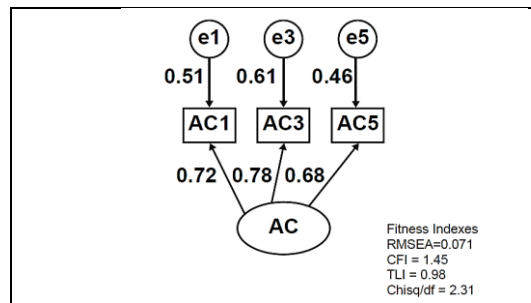 e1 e3 e5
0.51 0.61 0.46
AC1 AC3 AC5
0.72 0.78 0.68
AC
Fitness Indexes
RMSEA=0.071
CFI = 1.45
TLI = 0.98
Chisq/df = 2.31